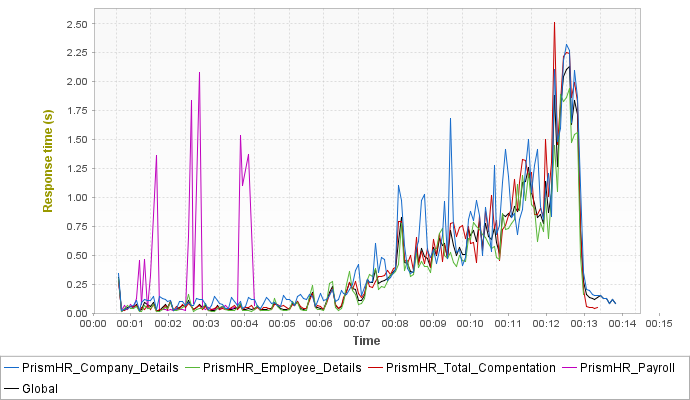 Response time (s)
2.50
2.25
2.00
1.75
1.50
1.25
1.00
0.75
0.50
0.25
0.00
00:00 00:01 00:02 00:03 00:04 00:05 00:06 00:07 00:08 00:09 00:10 00:12 00:13 00:14 00:15
Time
PrismHR_Company_Details PrismHR_Employee_Details PrismHR_Total_Compentation PrismHR_Payroll
Global